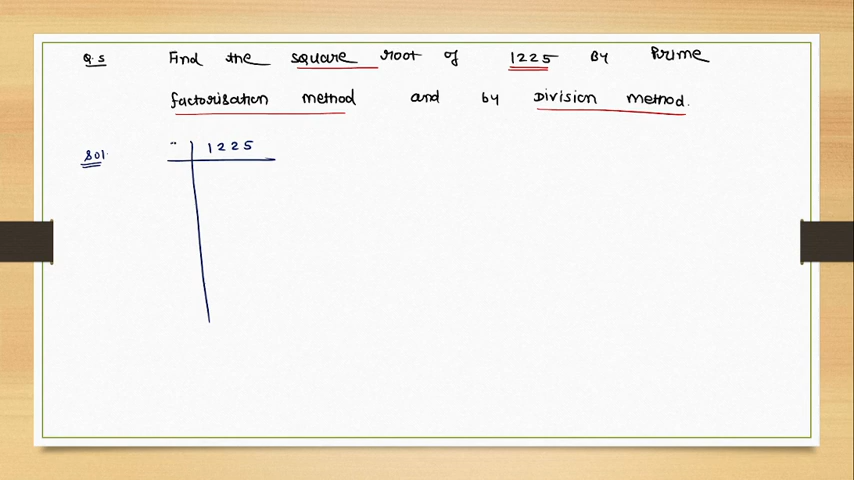 Q.5 Find the square root of 1225 By Prime
factorisation method and by Division method.
Sol. 1225